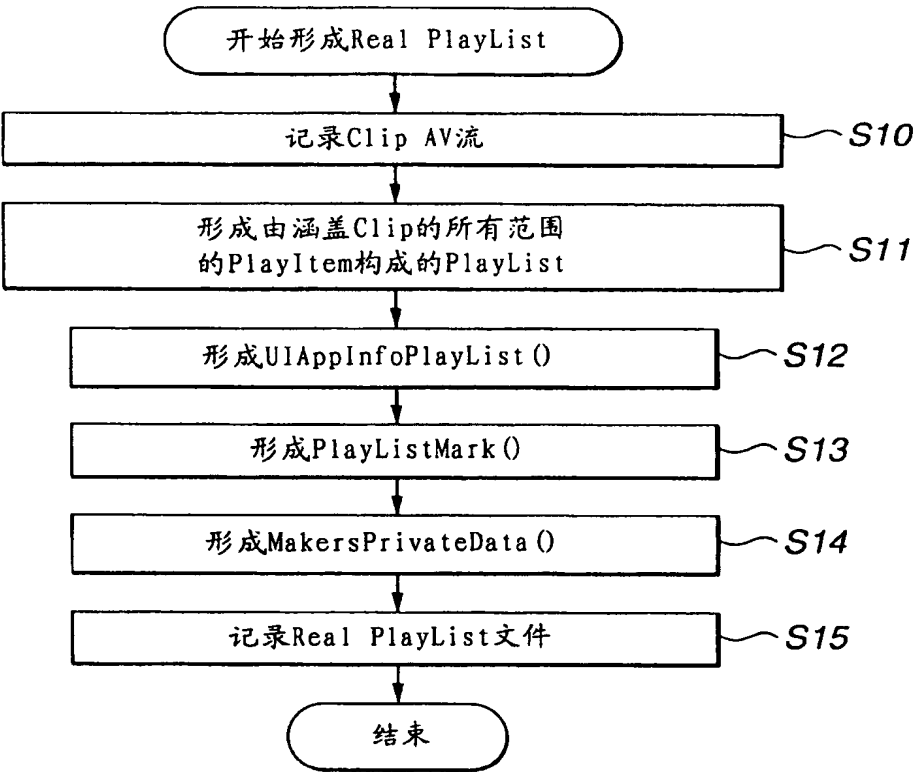 开始形成Real PlayList
记录Clip AV流
S10
形成由涵盖Clip的所有范围
的PlayItem构成的PlayList
S11
形成UIAppInfoPlayList()
S12
形成PlayListMark()
S13
形成MakersPrivateData()
S14
记录Real PlayList文件
S15
结束